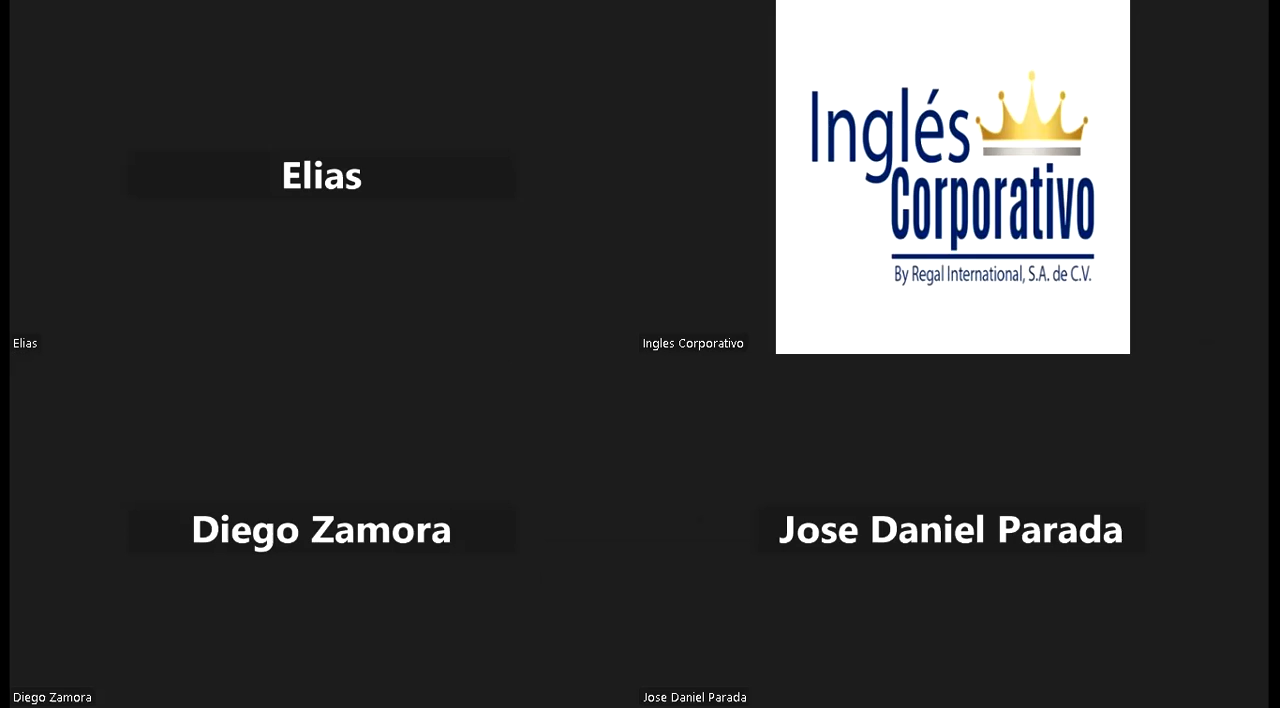 Elias
Inglés
Corporativo
By Regal International, S.A. de C.V.
Elias
Ingles Corporativo
Diego Zamora
Jose Daniel Parada
Diego Zamora
Jose Daniel Parada